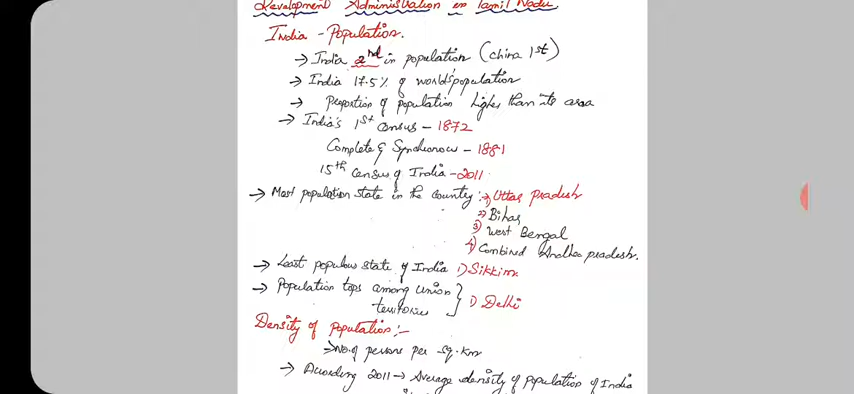 Development Administration in Tamil Nadu
India - Population.
→ India 2nd in population (China 1st)
→ India 17.5% of world's population
→ Proportion of population higher than its area
→ India's 1st Census - 1872
Complete & Synchronous - 1881
15th Census of India - 2011
→ Most population state in the country :→ 1) Uttar Pradesh
2) Bihar
3) West Bengal
4) Combined Andhra pradesh.
→ Least populous state of India 1) Sikkim
→ Population tops among union territories } 1) Delhi
Density of Population:-
→ No. of persons per sq.km
→ According 2011 → Average density of population of India